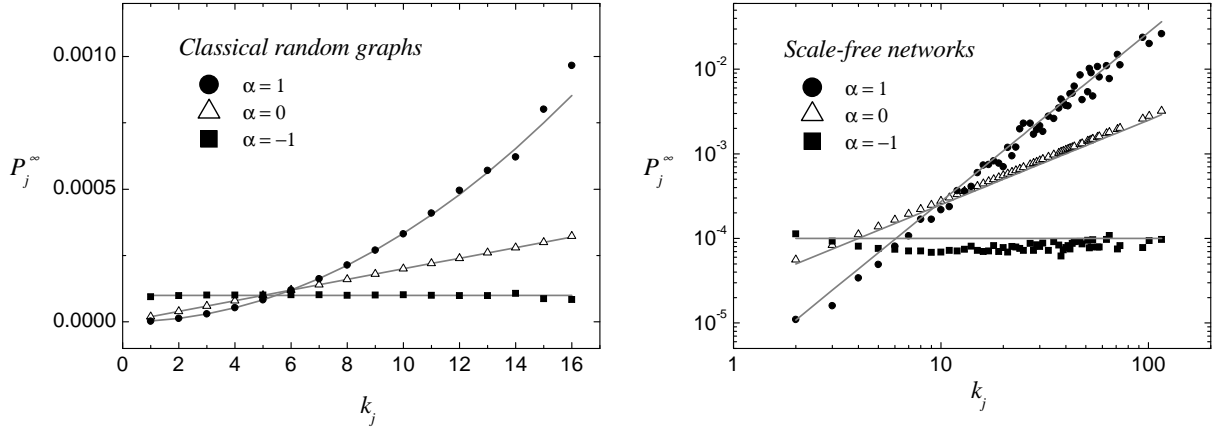 Classical random graphs
α = 1
α = 0
α = −1
0.0010
0.0005
0.0000
P_j^∞
0 2 4 6 8 10 12 14 16
k_j
Scale-free networks
α = 1
α = 0
α = −1
10^-2
10^-3
10^-4
10^-5
P_j^∞
1 10 100
k_j